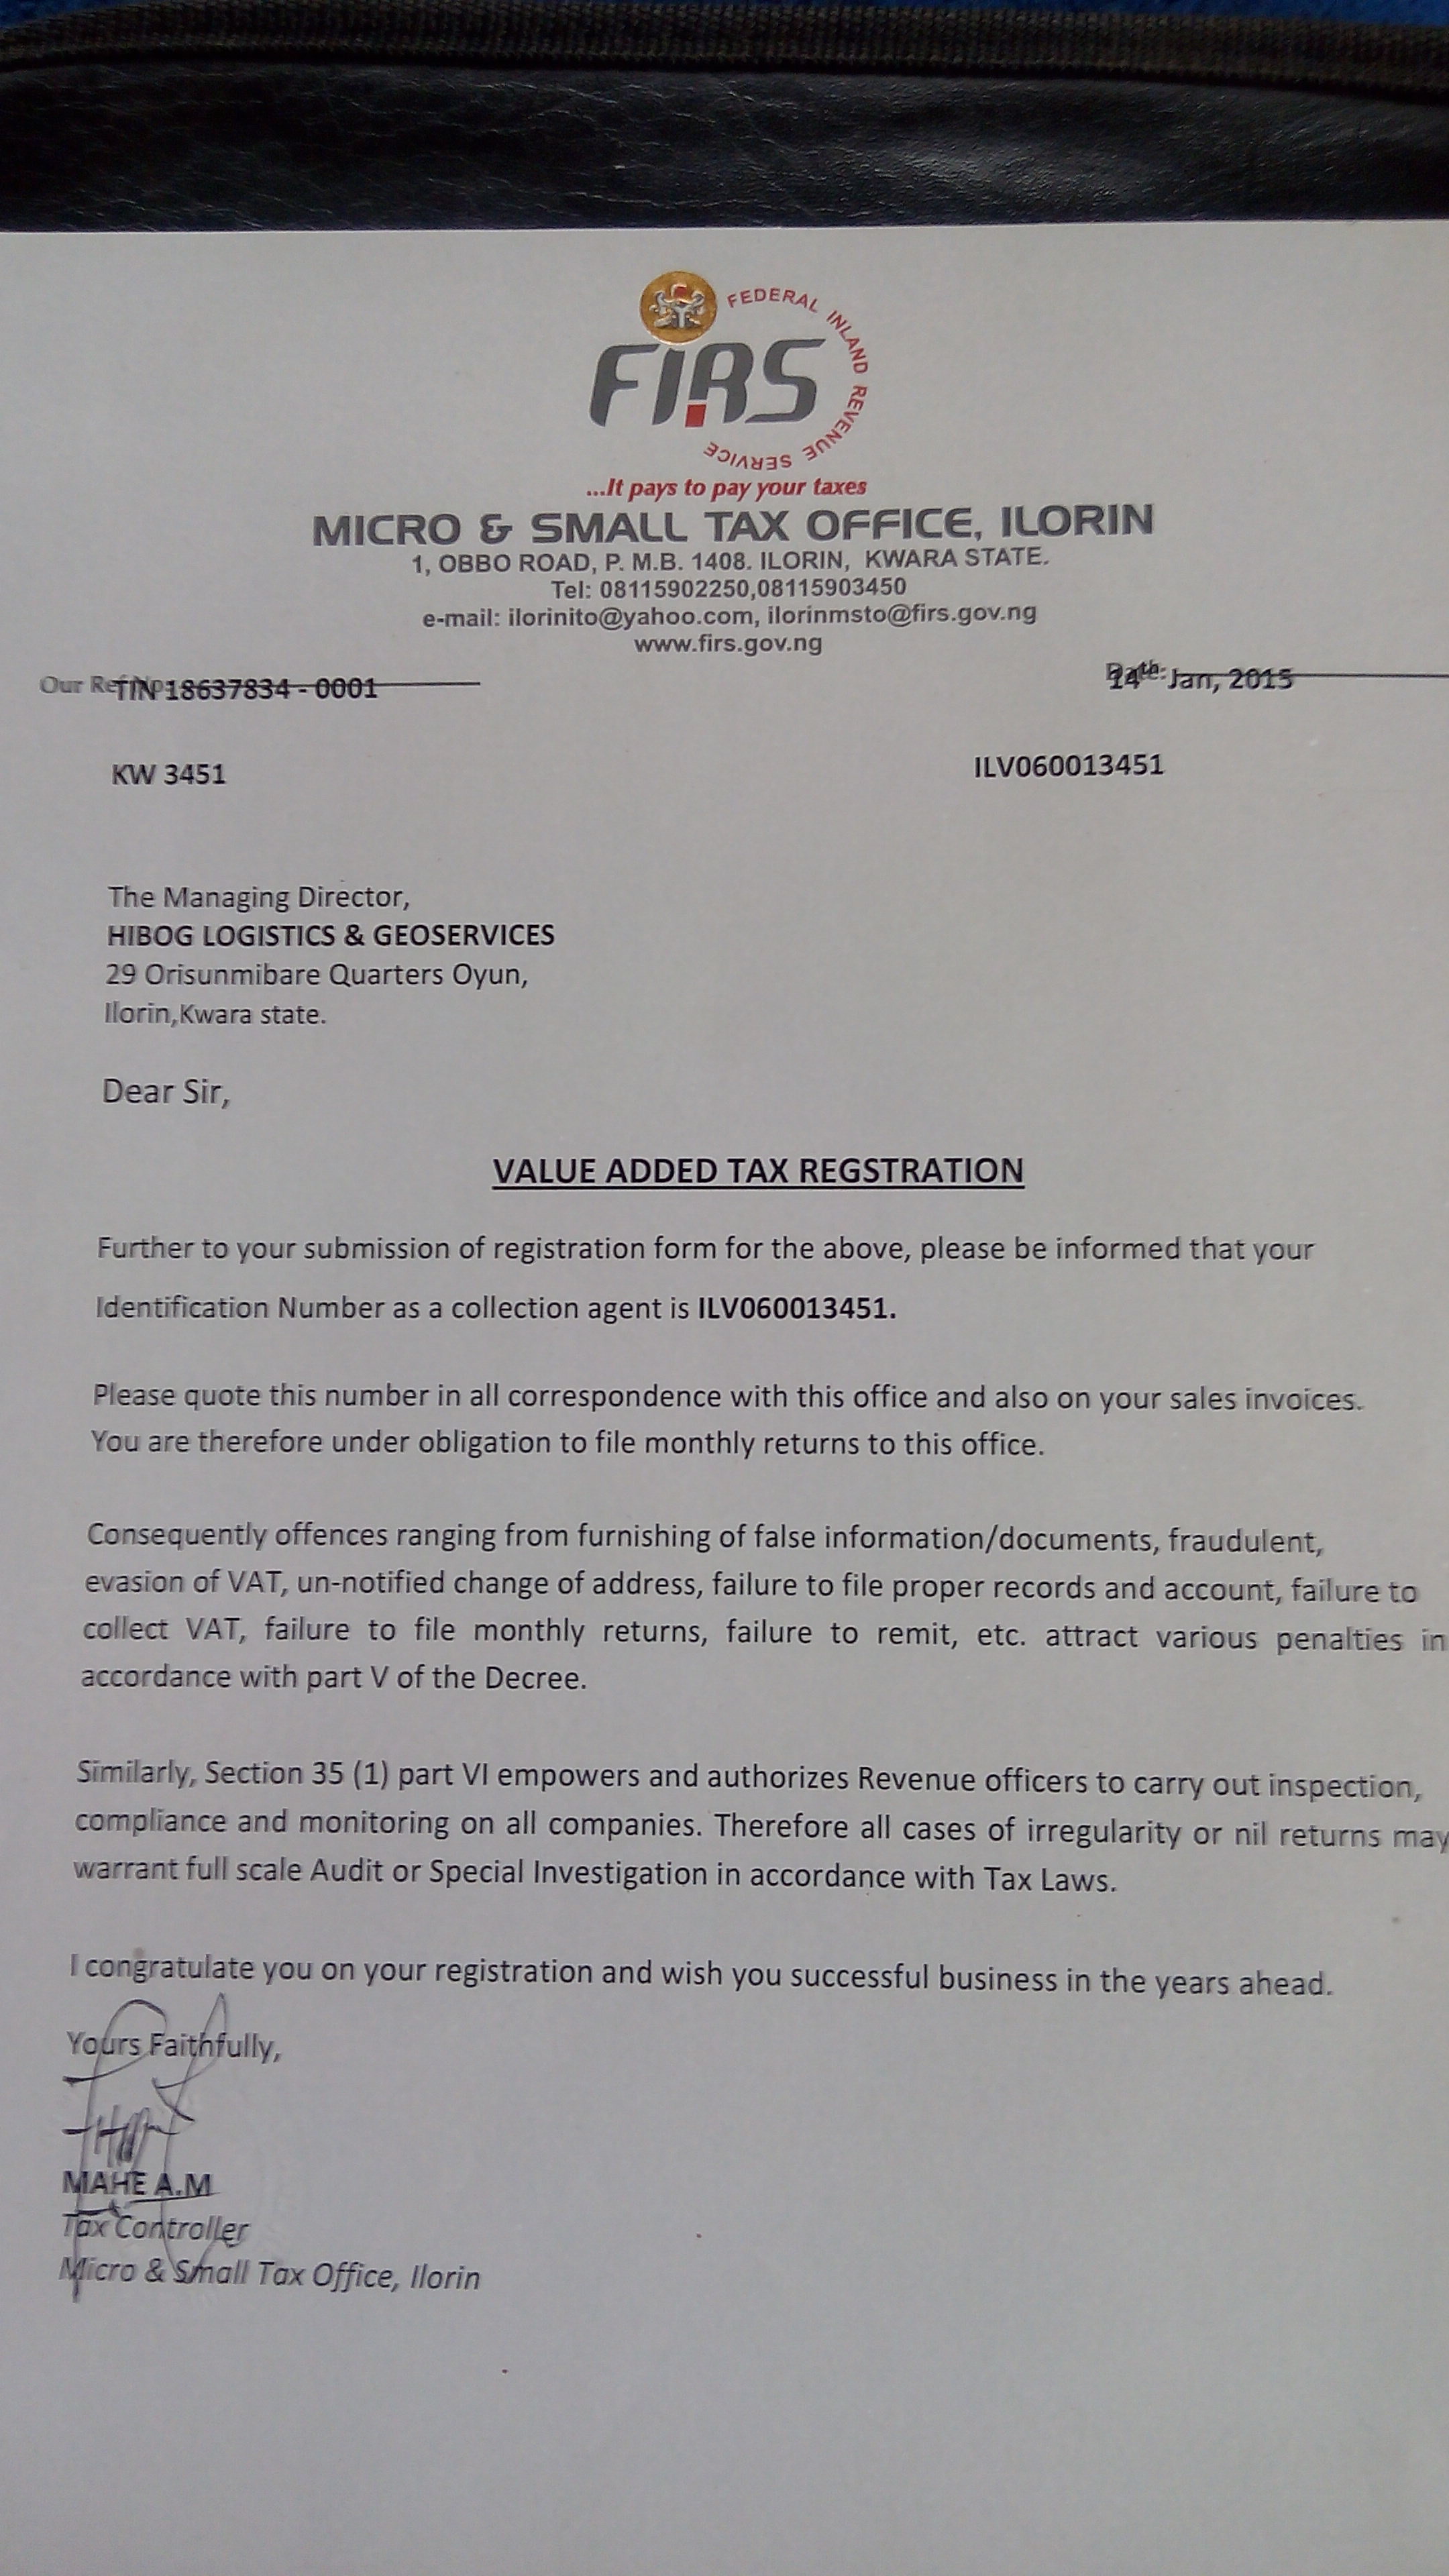 FEDERAL INLAND REVENUE SERVICE
FIRS
...It pays to pay your taxes
MICRO & SMALL TAX OFFICE, ILORIN
1, OBBO ROAD, P. M.B. 1408. ILORIN, KWARA STATE.
Tel: 08115902250,08115903450
e-mail: ilorinito@yahoo.com, ilorinmsto@firs.gov.ng
www.firs.gov.ng
Our Ref No: TIN 18637834 - 0001 Date: 14th Jan, 2015
KW 3451 ILV060013451
The Managing Director,
HIBOG LOGISTICS & GEOSERVICES
29 Orisunmibare Quarters Oyun,
Ilorin,Kwara state.
Dear Sir,
VALUE ADDED TAX REGSTRATION
Further to your submission of registration form for the above, please be informed that your
Identification Number as a collection agent is ILV060013451.
Please quote this number in all correspondence with this office and also on your sales invoices.
You are therefore under obligation to file monthly returns to this office.
Consequently offences ranging from furnishing of false information/documents, fraudulent,
evasion of VAT, un-notified change of address, failure to file proper records and account, failure to
collect VAT, failure to file monthly returns, failure to remit, etc. attract various penalties in
accordance with part V of the Decree.
Similarly, Section 35 (1) part VI empowers and authorizes Revenue officers to carry out inspection,
compliance and monitoring on all companies. Therefore all cases of irregularity or nil returns may
warrant full scale Audit or Special Investigation in accordance with Tax Laws.
I congratulate you on your registration and wish you successful business in the years ahead.
Yours Faithfully,
MAHE A.M
Tax Controller
Micro & Small Tax Office, Ilorin